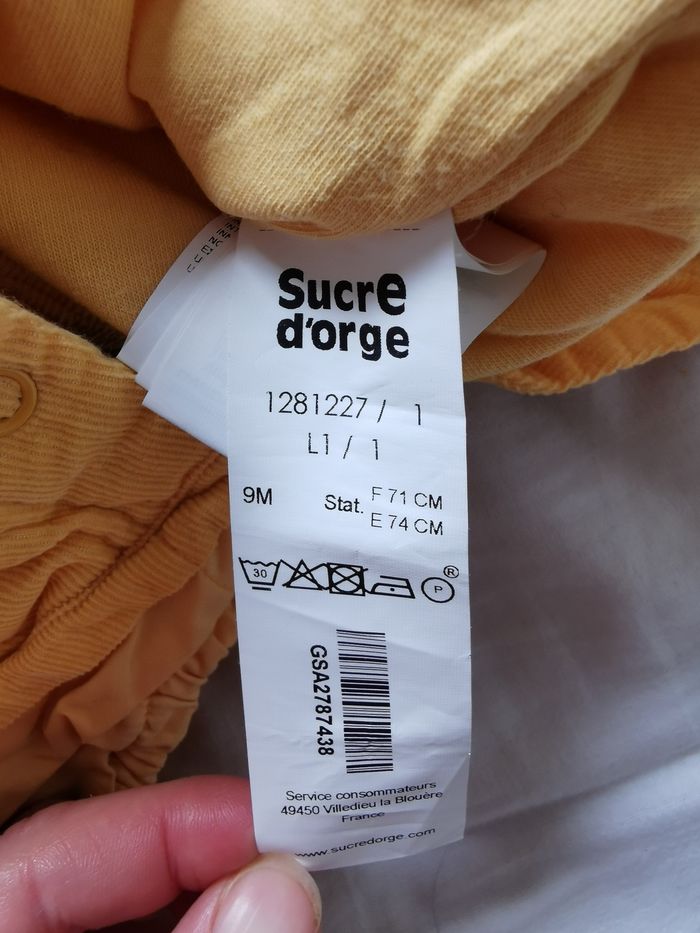 Sucre
d'orge
1281227 / 1
L1 / 1
9M Stat. F 71 CM
E 74 CM
30
P
®
GSA2787438
Service consommateurs
49450 Villedieu la Blouère
France
www.sucredorge.com